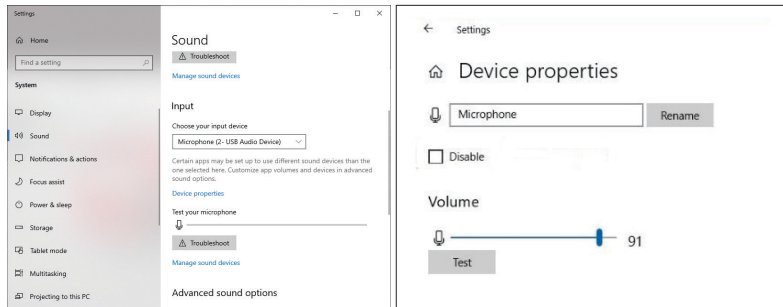 Settings
Home
Find a setting
System
Display
Sound
Notifications & actions
Focus assist
Power & sleep
Storage
Tablet mode
Multitasking
Projecting to this PC
Sound
Troubleshoot
Manage sound devices
Input
Choose your input device
Microphone (2- USB Audio Device)
Certain apps may be set up to use different sound devices than the
one selected here. Customize app volumes and devices in advanced
sound options.
Device properties
Test your microphone
Troubleshoot
Manage sound devices
Advanced sound options
Settings
Device properties
Microphone
Rename
Disable
Volume
91
Test